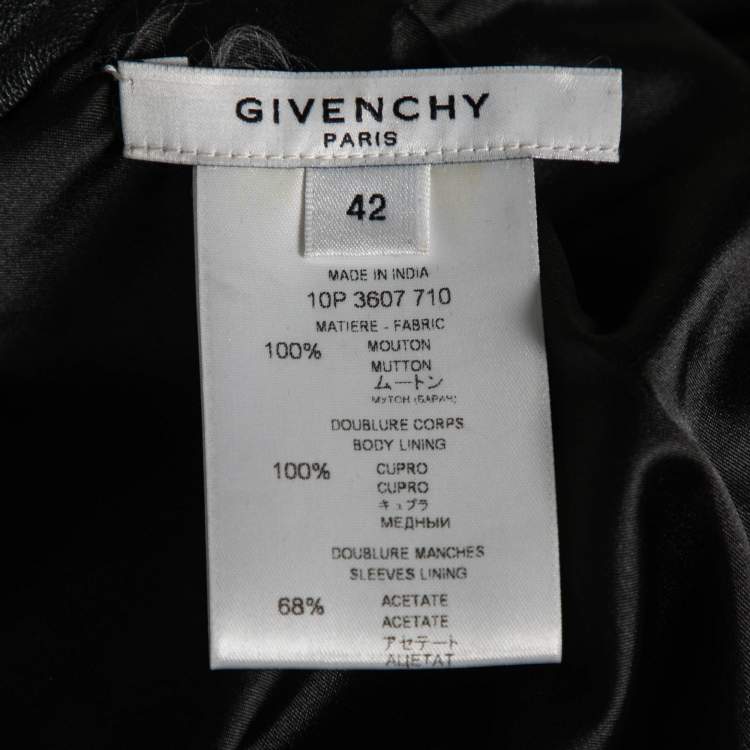 GIVENCHY
PARIS
42
MADE IN INDIA
10P 3607 710
MATIERE - FABRIC
100% MOUTON
MUTTON
ムートン
МУТОН (БАРАН)
DOUBLURE CORPS
BODY LINING
100% CUPRO
CUPRO
キュプラ
МЕДНЫЙ
DOUBLURE MANCHES
SLEEVES LINING
68% ACETATE
ACETATE
アセテート
АЦЕТАТ